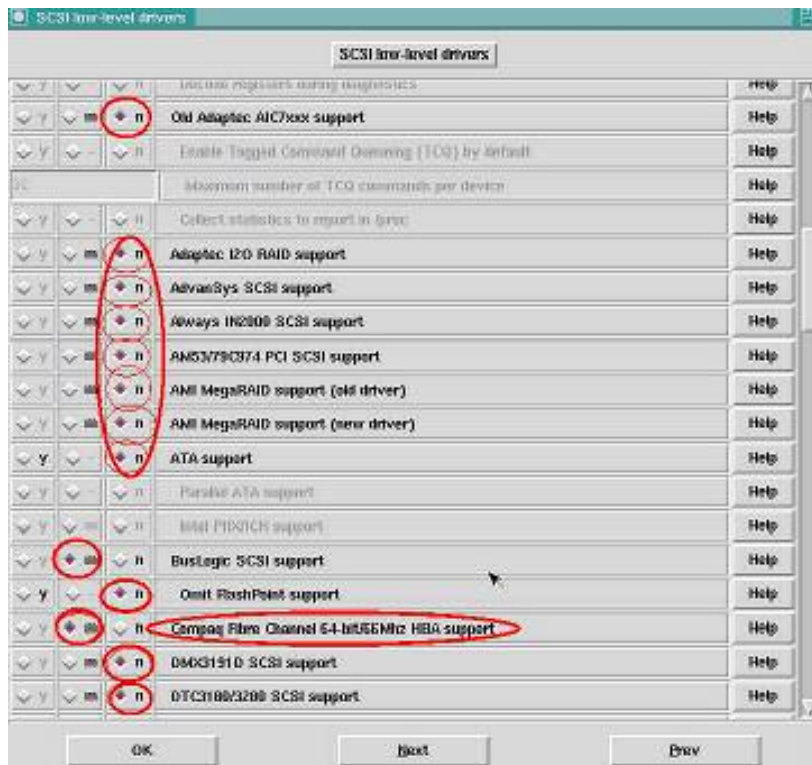 SCSI low-level drivers
SCSI low-level drivers
y - n Decode registers during diagnostics Help
y m n Old Adaptec AIC7xxx support Help
y - n Enable Tagged Command Queueing (TCQ) by default Help
Maximum number of TCQ commands per device Help
y - n Collect statistics to report in /proc Help
y m n Adaptec I2O RAID support Help
y m n AdvanSys SCSI support Help
y m n Always IN2000 SCSI support Help
y m n AM53/79C974 PCI SCSI support Help
y m n AMI MegaRAID support (old driver) Help
y m n AMI MegaRAID support (new driver) Help
y - n ATA support Help
y - n Parallel ATA support Help
y m n Intel PIIX/ICH support Help
y m n BusLogic SCSI support Help
y - n Omit FlashPoint support Help
y m n Compaq Fibre Channel 64-bit/66Mhz HBA support Help
y m n DMX3191D SCSI support Help
y m n DTC3180/3280 SCSI support Help
OK Next Prev